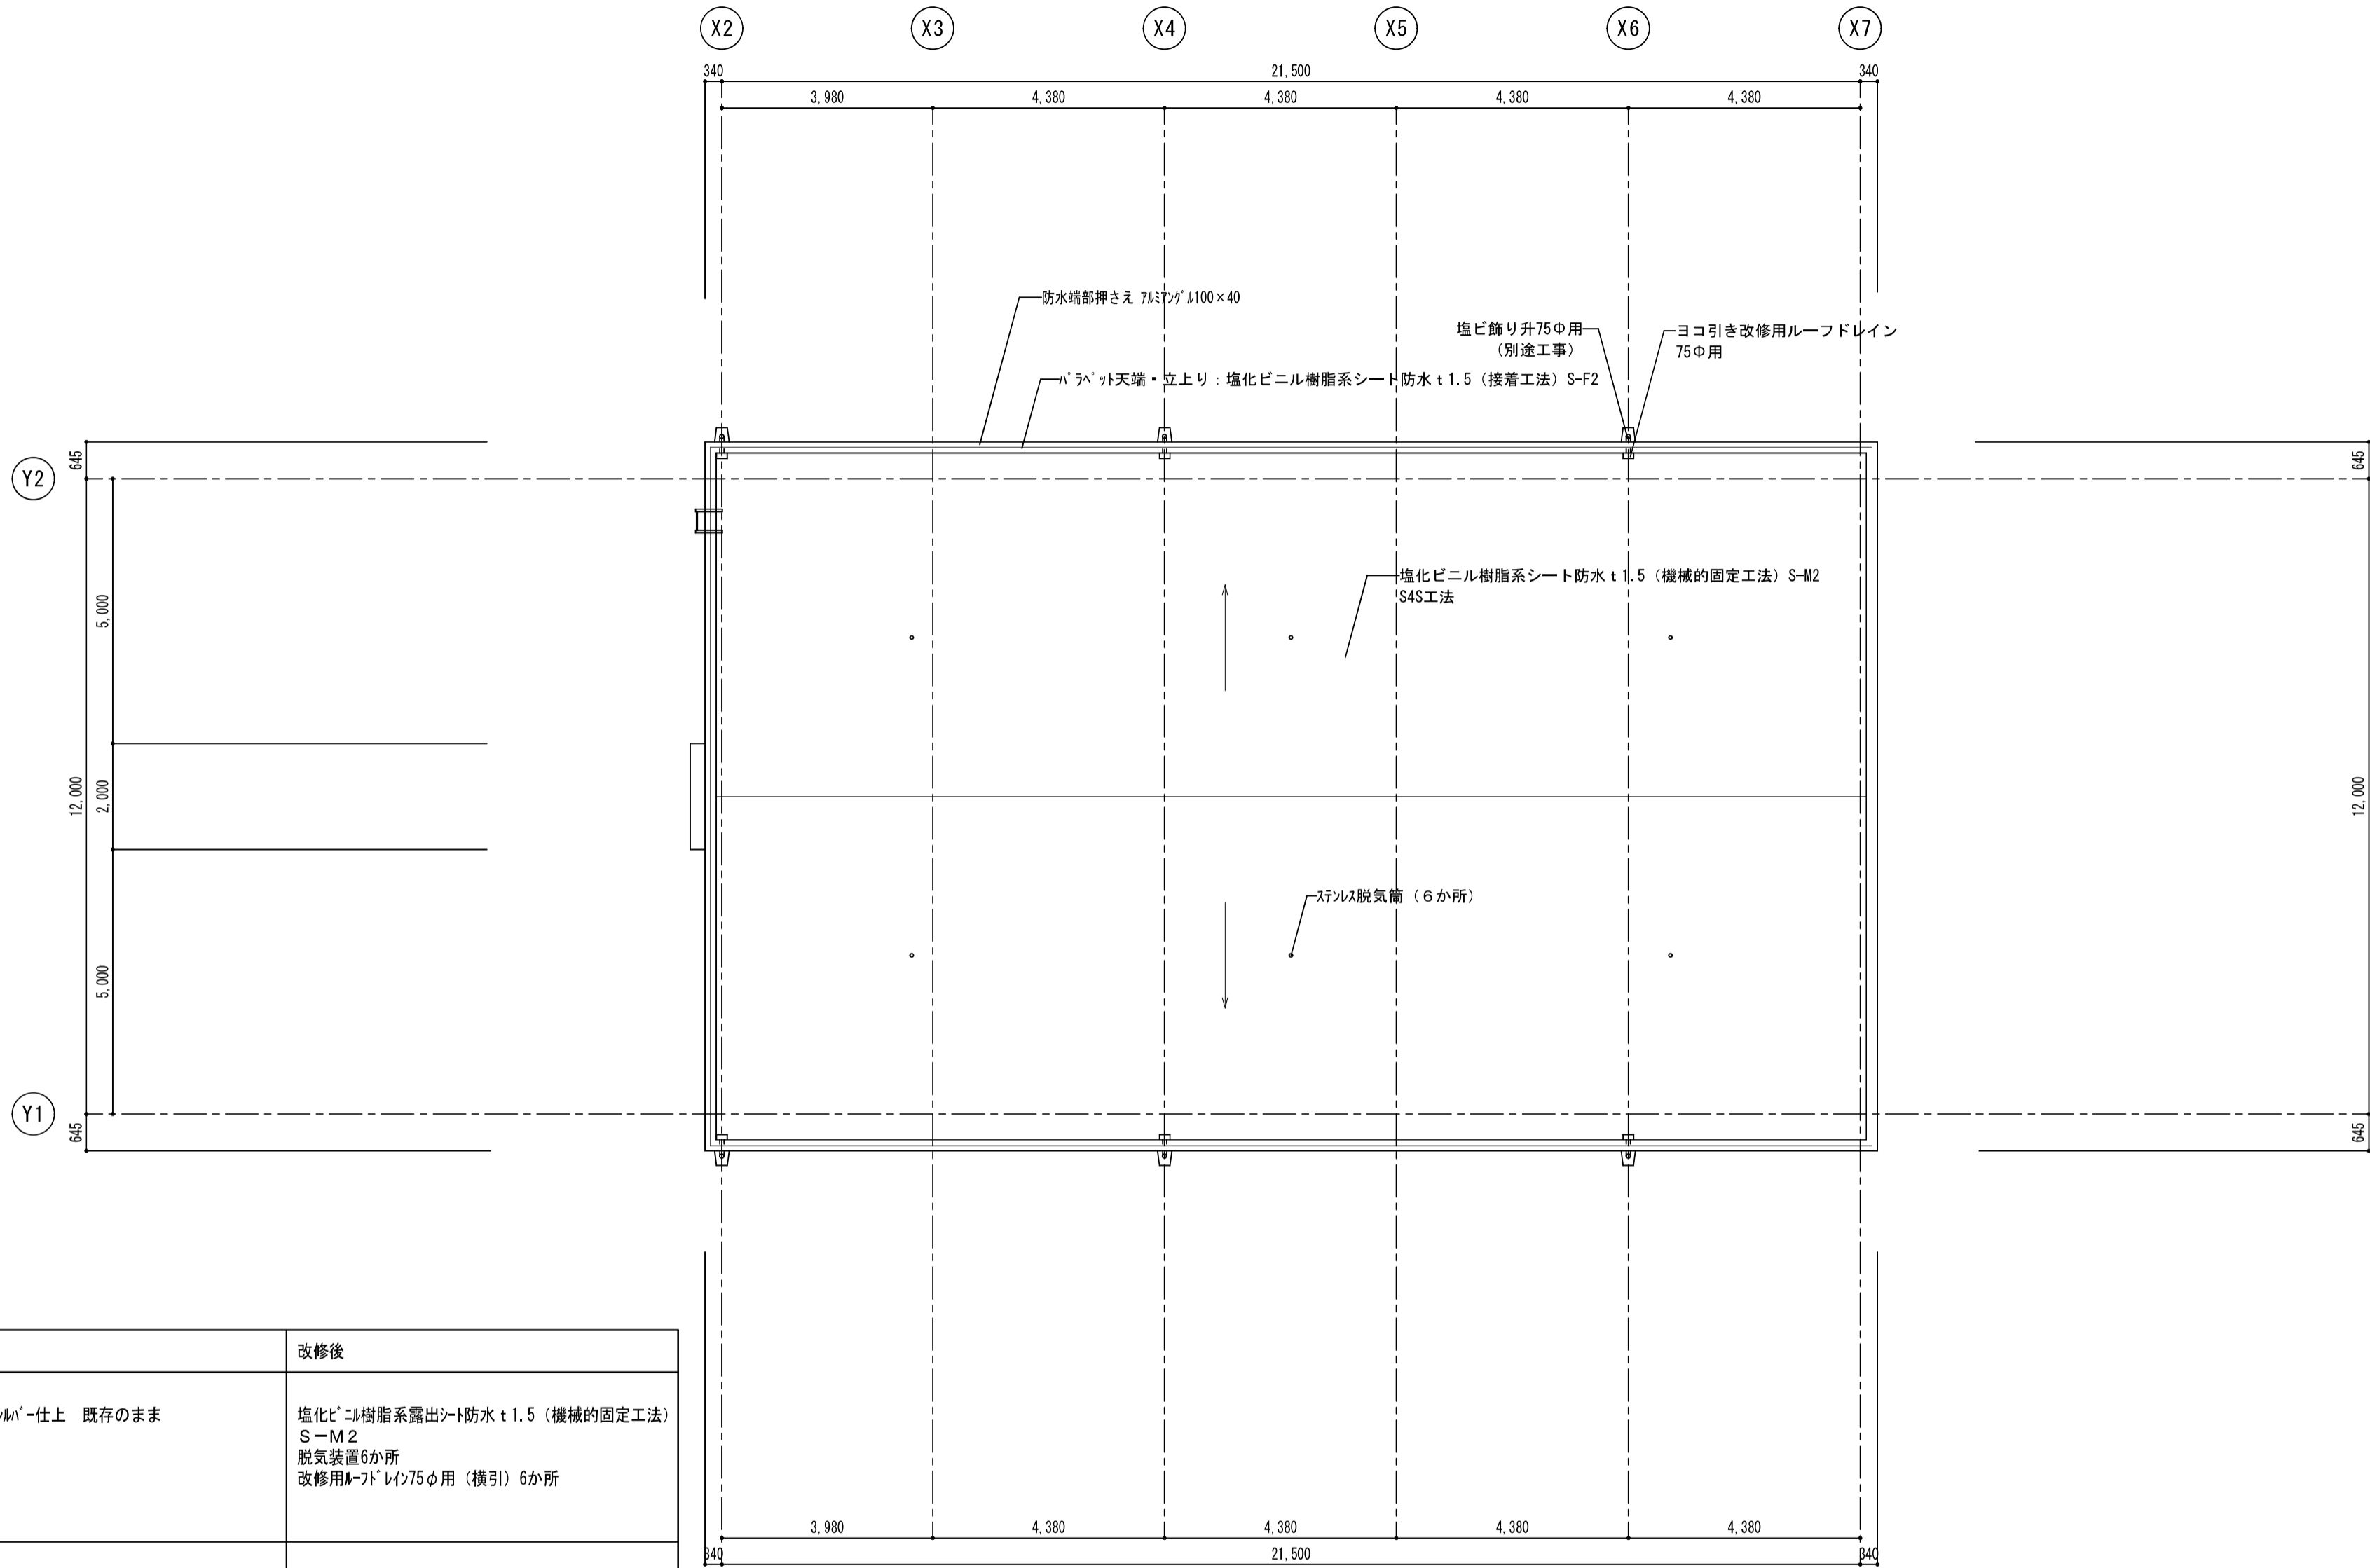 X2 X3 X4 X5 X6 X7
340 21,500 340
3,980 4,380 4,380 4,380 4,380
防水端部押さえ ｱﾙﾐｱﾝｸﾞﾙ100×40
塩ビ飾り升75Φ用
（別途工事）
ヨコ引き改修用ルーフドレイン
75Φ用
ﾊﾟﾗﾍﾟｯﾄ天端・立上り：塩化ビニル樹脂系シート防水ｔ1.5（接着工法）S-F2
645 645
Y2
塩化ビニル樹脂系シート防水ｔ1.5（機械的固定工法）S-M2
S4S工法
5,000
12,000 2,000 12,000
ｽﾃﾝﾚｽ脱気筒（６か所）
5,000
Y1
645 645
改修後
ｼﾙﾊﾞｰ仕上　既存のまま
塩化ﾋﾞﾆﾙ樹脂系露出ｼｰﾄ防水ｔ1.5（機械的固定工法）
Ｓ－Ｍ２
脱気装置6か所
改修用ﾙｰﾌﾄﾞﾚｲﾝ75φ用（横引）6か所
3,980 4,380 4,380 4,380 4,380
340 21,500 340